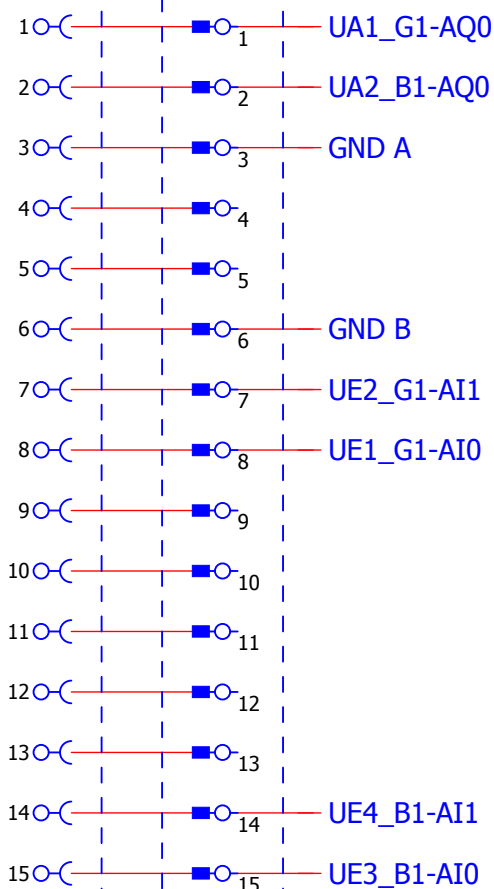 1 1 UA1_G1-AQ0
2 2 UA2_B1-AQ0
3 3 GND A
4 4
5 5
6 6 GND B
7 7 UE2_G1-AI1
8 8 UE1_G1-AI0
9 9
10 10
11 11
12 12
13 13
14 14 UE4_B1-AI1
15 15 UE3_B1-AI0